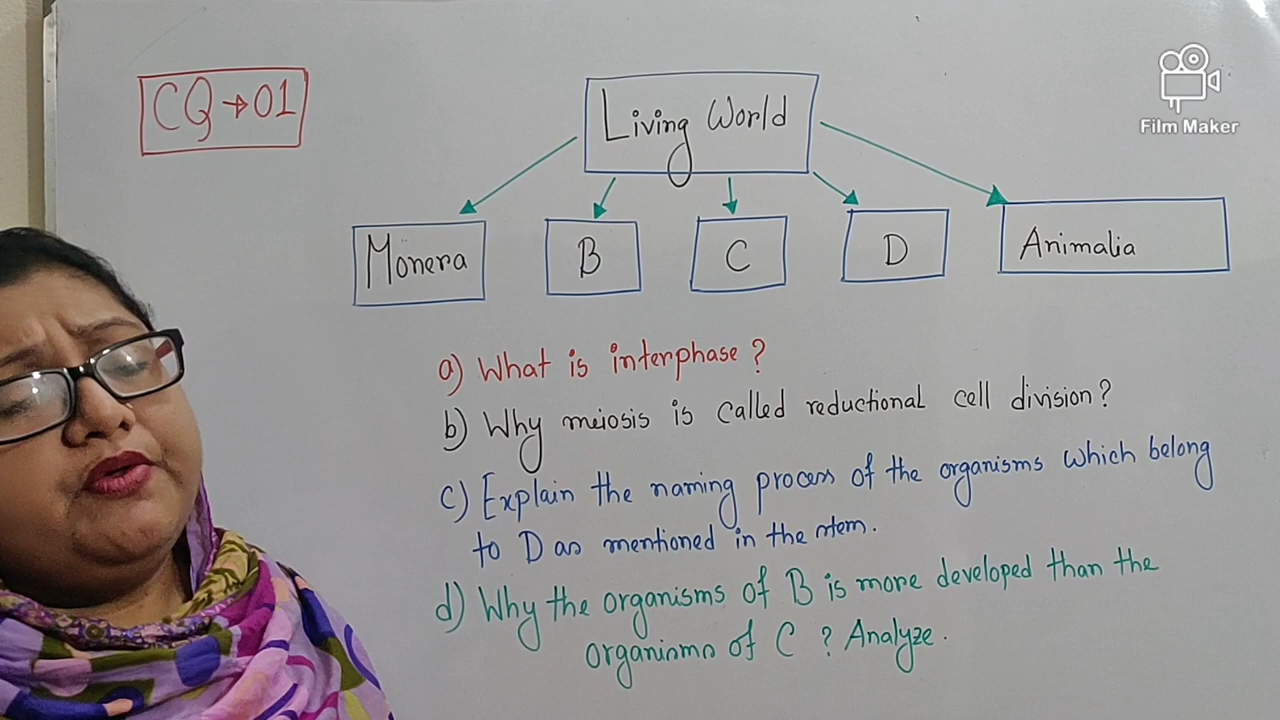 CQ→01
Living World
Monera
B
C
D
Animalia
a) What is interphase?
b) Why meiosis is called reductional cell division?
c) Explain the naming process of the organisms which belong
to D as mentioned in the stem.
d) Why the organisms of B is more developed than the
organisms of C? Analyze.
Film Maker